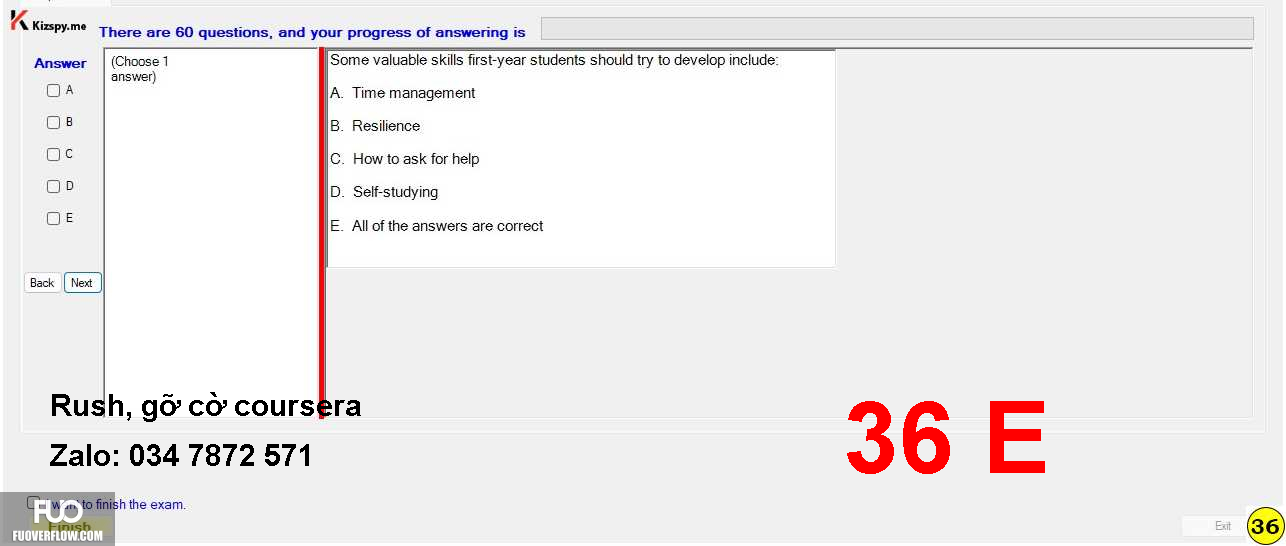 Kizspy.me
There are 60 questions, and your progress of answering is
Answer
(Choose 1
answer)
A
B
C
D
E
Some valuable skills first-year students should try to develop include:
A. Time management
B. Resilience
C. How to ask for help
D. Self-studying
E. All of the answers are correct
Back Next
Rush, gỡ cờ coursera
Zalo: 034 7872 571
36 E
I want to finish the exam.
FUO
Finish
FUOVERFLOW.COM
Exit
36